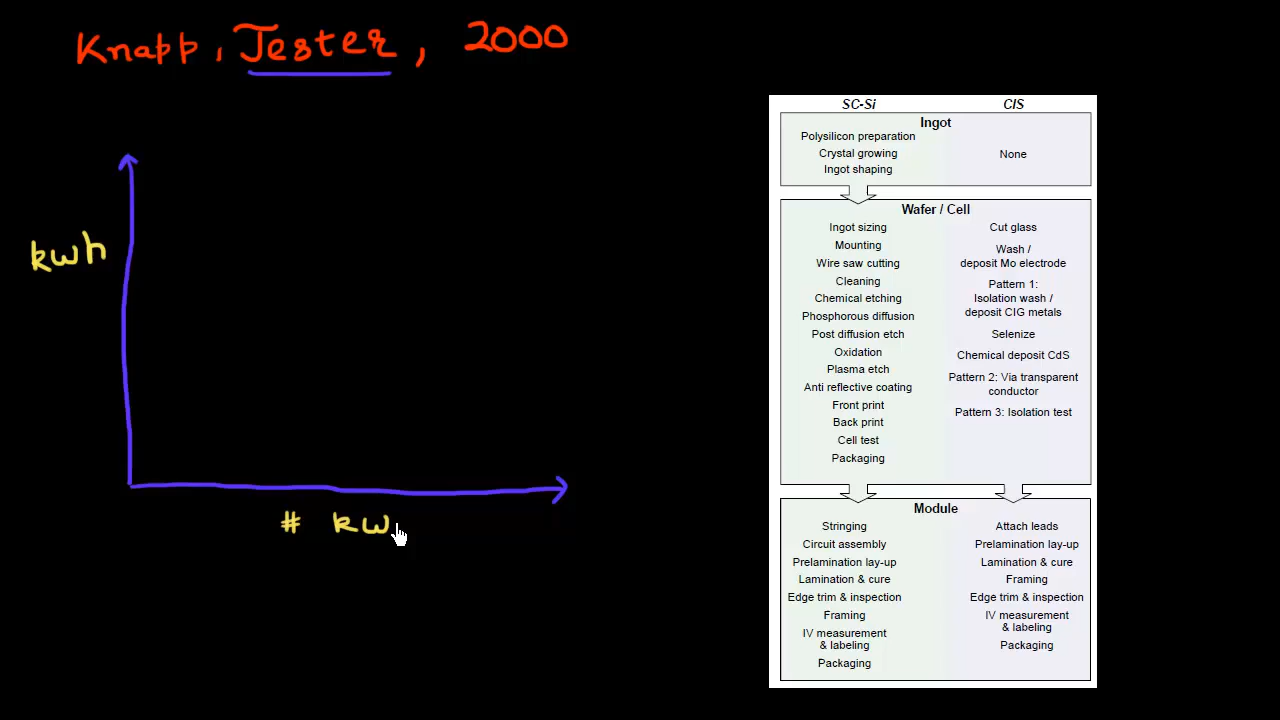 Knapp, Tester, 2000
kwh
# kw
SC-Si CIS
Ingot
Polysilicon preparation
Crystal growing
Ingot shaping
None
Wafer / Cell
Ingot sizing
Mounting
Wire saw cutting
Cleaning
Chemical etching
Phosphorous diffusion
Post diffusion etch
Oxidation
Plasma etch
Anti reflective coating
Front print
Back print
Cell test
Packaging
Cut glass
Wash /
deposit Mo electrode
Pattern 1:
Isolation wash /
deposit CIG metals
Selenize
Chemical deposit CdS
Pattern 2: Via transparent
conductor
Pattern 3: Isolation test
Module
Stringing
Circuit assembly
Prelamination lay-up
Lamination & cure
Edge trim & inspection
Framing
IV measurement
& labeling
Packaging
Attach leads
Prelamination lay-up
Lamination & cure
Framing
Edge trim & inspection
IV measurement
& labeling
Packaging